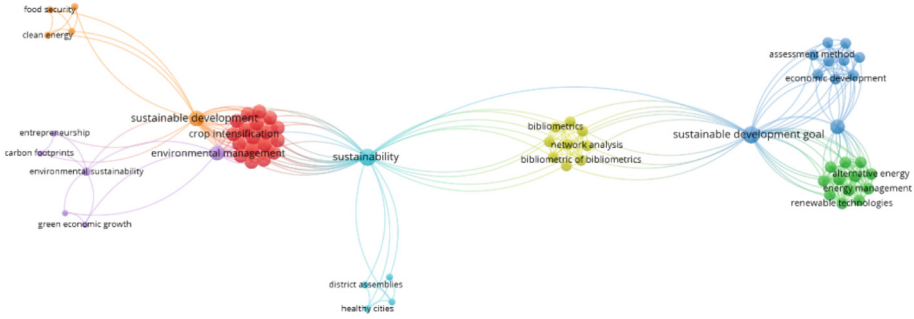 food security
clean energy
sustainable development
crop intensification
entrepreneurship
carbon footprints
environmental management
environmental sustainability
green economic growth
sustainability
district assemblies
healthy cities
bibliometrics
network analysis
bibliometric of bibliometrics
sustainable development goal
assessment method
economic development
alternative energy
energy management
renewable technologies